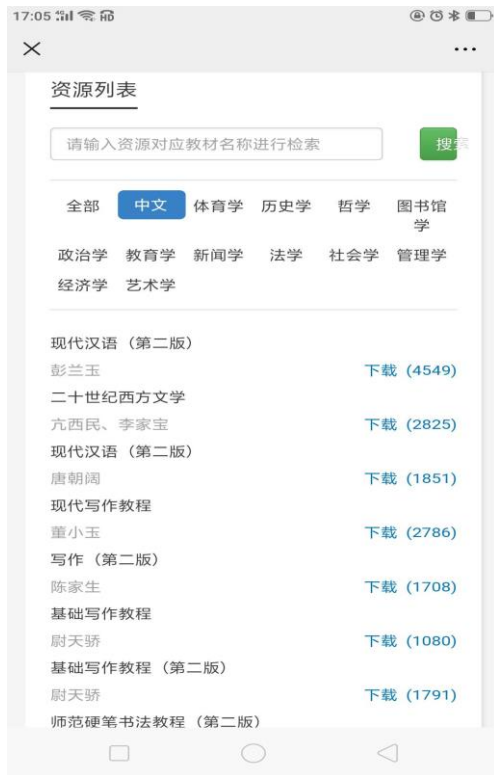 17:05 4G HD
资源列表
请输入资源对应教材名称进行检索 搜索
全部 中文 体育学 历史学 哲学 图书馆学
政治学 教育学 新闻学 法学 社会学 管理学
经济学 艺术学
现代汉语（第二版）
彭兰玉 下载 (4549)
二十世纪西方文学
亢西民、李家宝 下载 (2825)
现代汉语（第二版）
唐朝阔 下载 (1851)
现代写作教程
董小玉 下载 (2786)
写作（第二版）
陈家生 下载 (1708)
基础写作教程
尉天骄 下载 (1080)
基础写作教程（第二版）
尉天骄 下载 (1791)
师范硬笔书法教程（第二版）